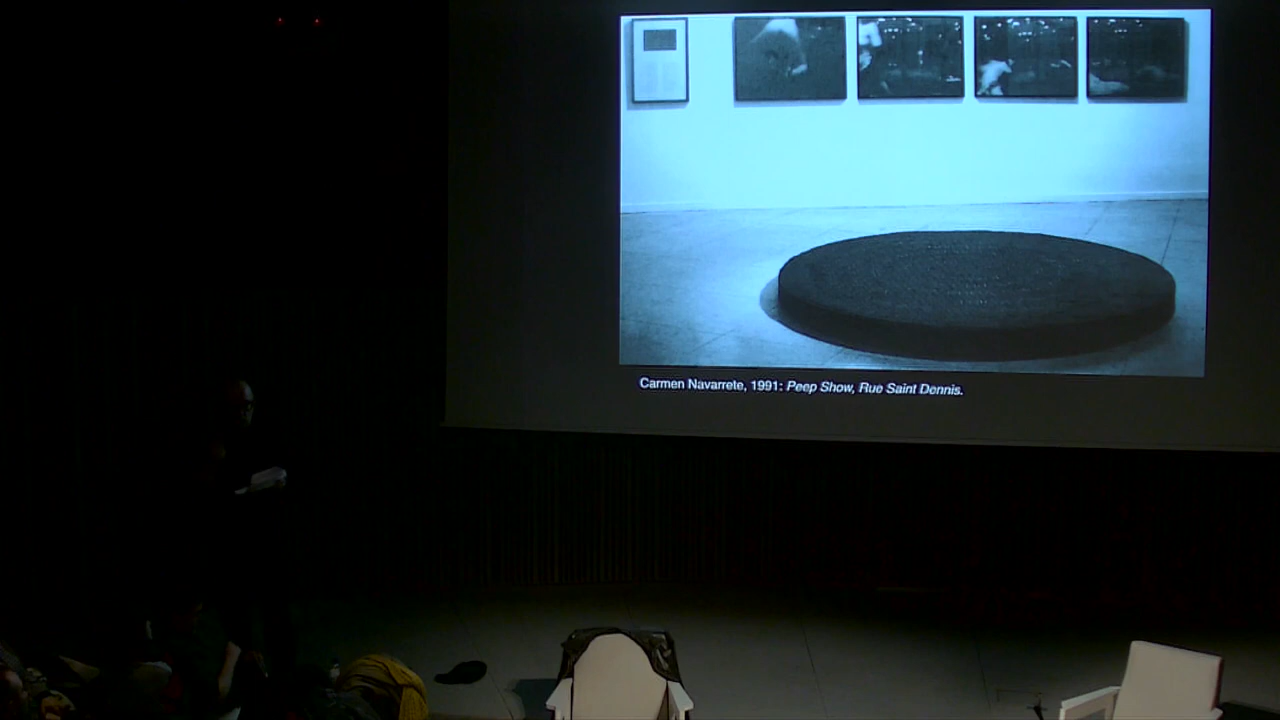 Carmen Navarrete, 1991: Peep Show, Rue Saint Dennis.